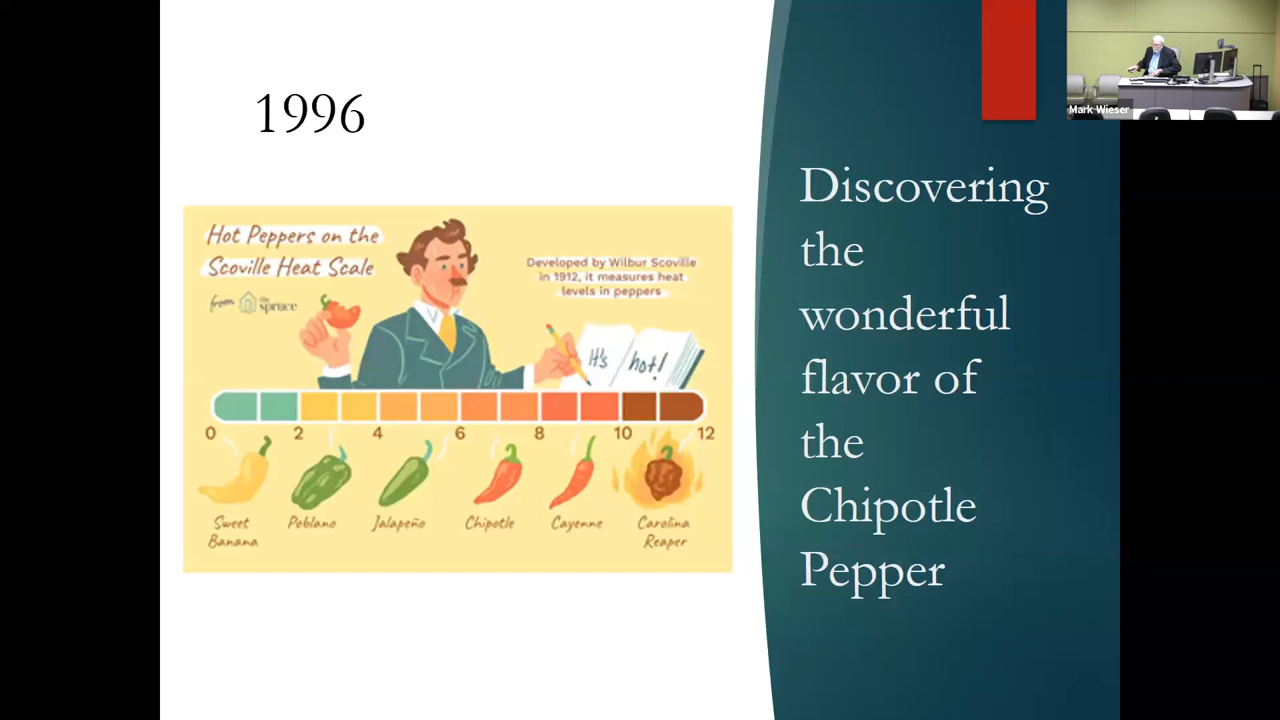 1996
Hot Peppers on the
Scoville Heat Scale
from the spruce
Developed by Wilbur Scoville
in 1912, it measures heat
levels in peppers
It's hot!
0 2 4 6 8 10 12
Sweet
Banana
Poblano
Jalapeño
Chipotle
Cayenne
Carolina
Reaper
Discovering
the
wonderful
flavor of
the
Chipotle
Pepper
Mark Wieser